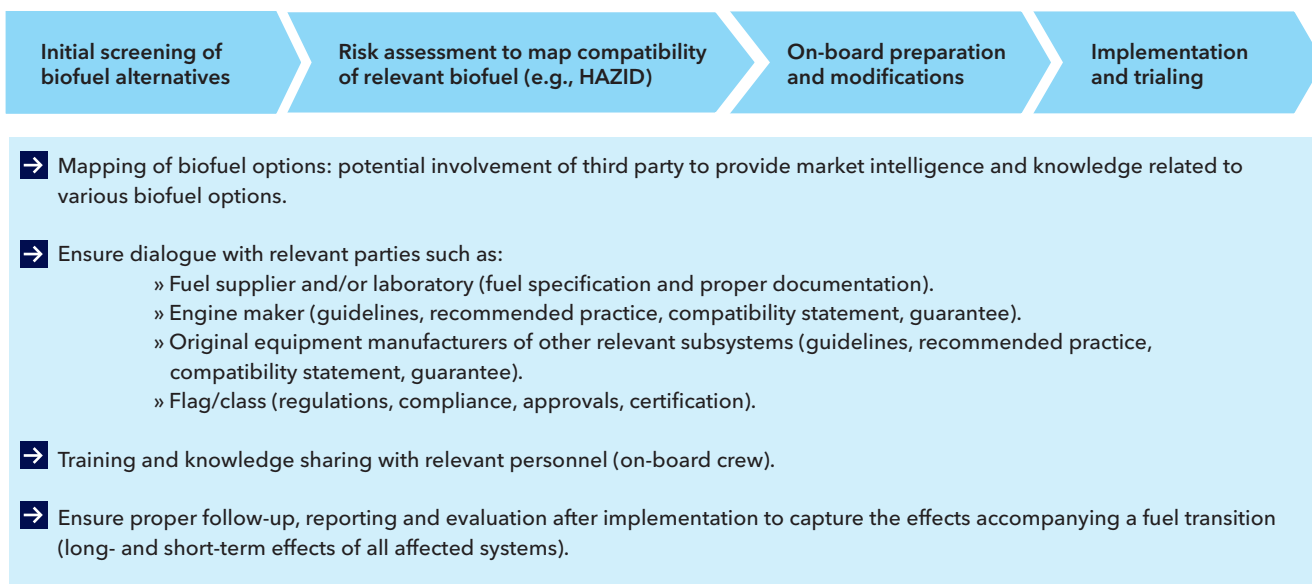 Initial screening of
biofuel alternatives
Risk assessment to map compatibility
of relevant biofuel (e.g., HAZID)
On-board preparation
and modifications
Implementation
and trialing
Mapping of biofuel options: potential involvement of third party to provide market intelligence and knowledge related to
various biofuel options.
Ensure dialogue with relevant parties such as:
» Fuel supplier and/or laboratory (fuel specification and proper documentation).
» Engine maker (guidelines, recommended practice, compatibility statement, guarantee).
» Original equipment manufacturers of other relevant subsystems (guidelines, recommended practice,
compatibility statement, guarantee).
» Flag/class (regulations, compliance, approvals, certification).
Training and knowledge sharing with relevant personnel (on-board crew).
Ensure proper follow-up, reporting and evaluation after implementation to capture the effects accompanying a fuel transition
(long- and short-term effects of all affected systems).